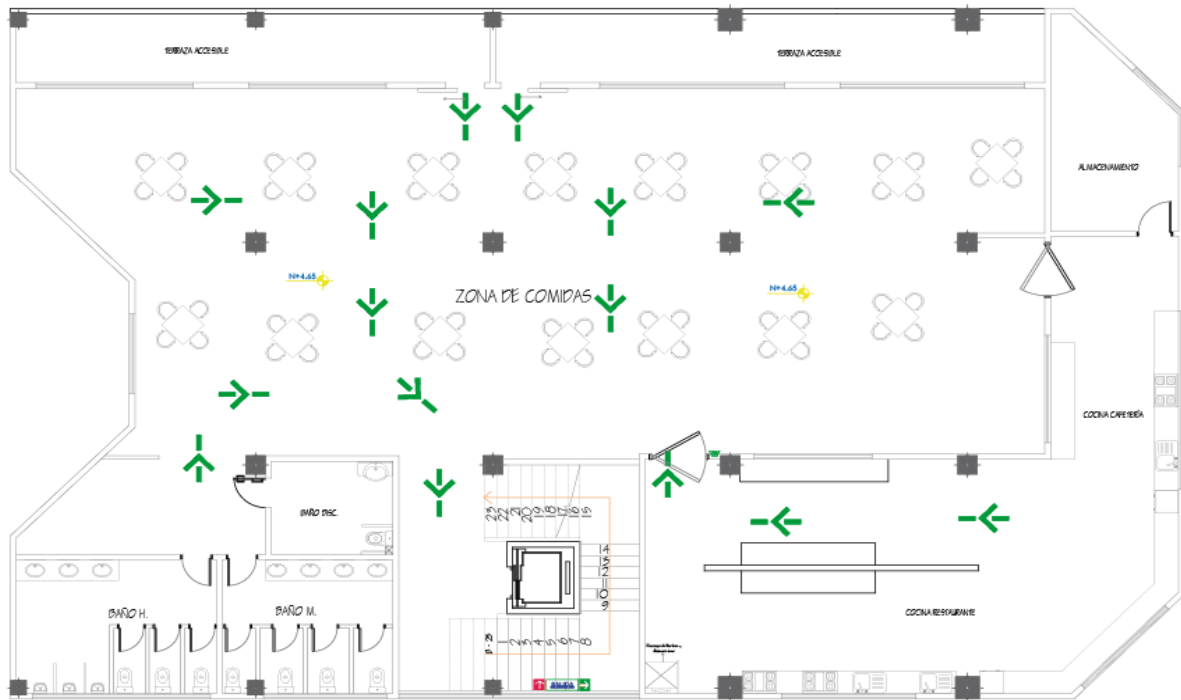 TERRAZA ACCESIBLE
TERRAZA ACCESIBLE
ALMACENAMIENTO
N+4.65
ZONA DE COMIDAS
N+4.65
COCINA CAFETERÍA
BAÑO DISC.
23
22
21
20
19
18
17
16
15
14
13
12
11
10
9
BAÑO H.
BAÑO M.
COCINA RESTAURANTE
1
2
3
4
5
6
7
8
SALIDA